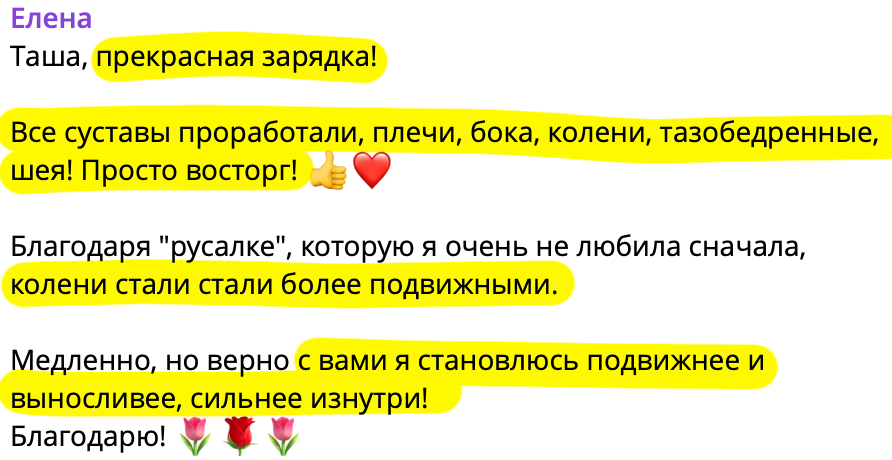 Елена
Таша, прекрасная зарядка!
Все суставы проработали, плечи, бока, колени, тазобедренные,
шея! Просто восторг! 👍❤️
Благодаря "русалке", которую я очень не любила сначала,
колени стали стали более подвижными.
Медленно, но верно с вами я становлюсь подвижнее и
выносливее, сильнее изнутри!
Благодарю! 🌷🌹🌷